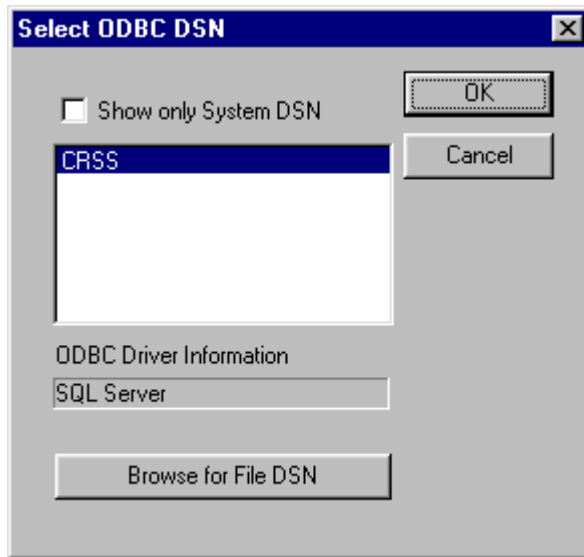 Select ODBC DSN
Show only System DSN
OK
Cancel
CRSS
ODBC Driver Information
SQL Server
Browse for File DSN